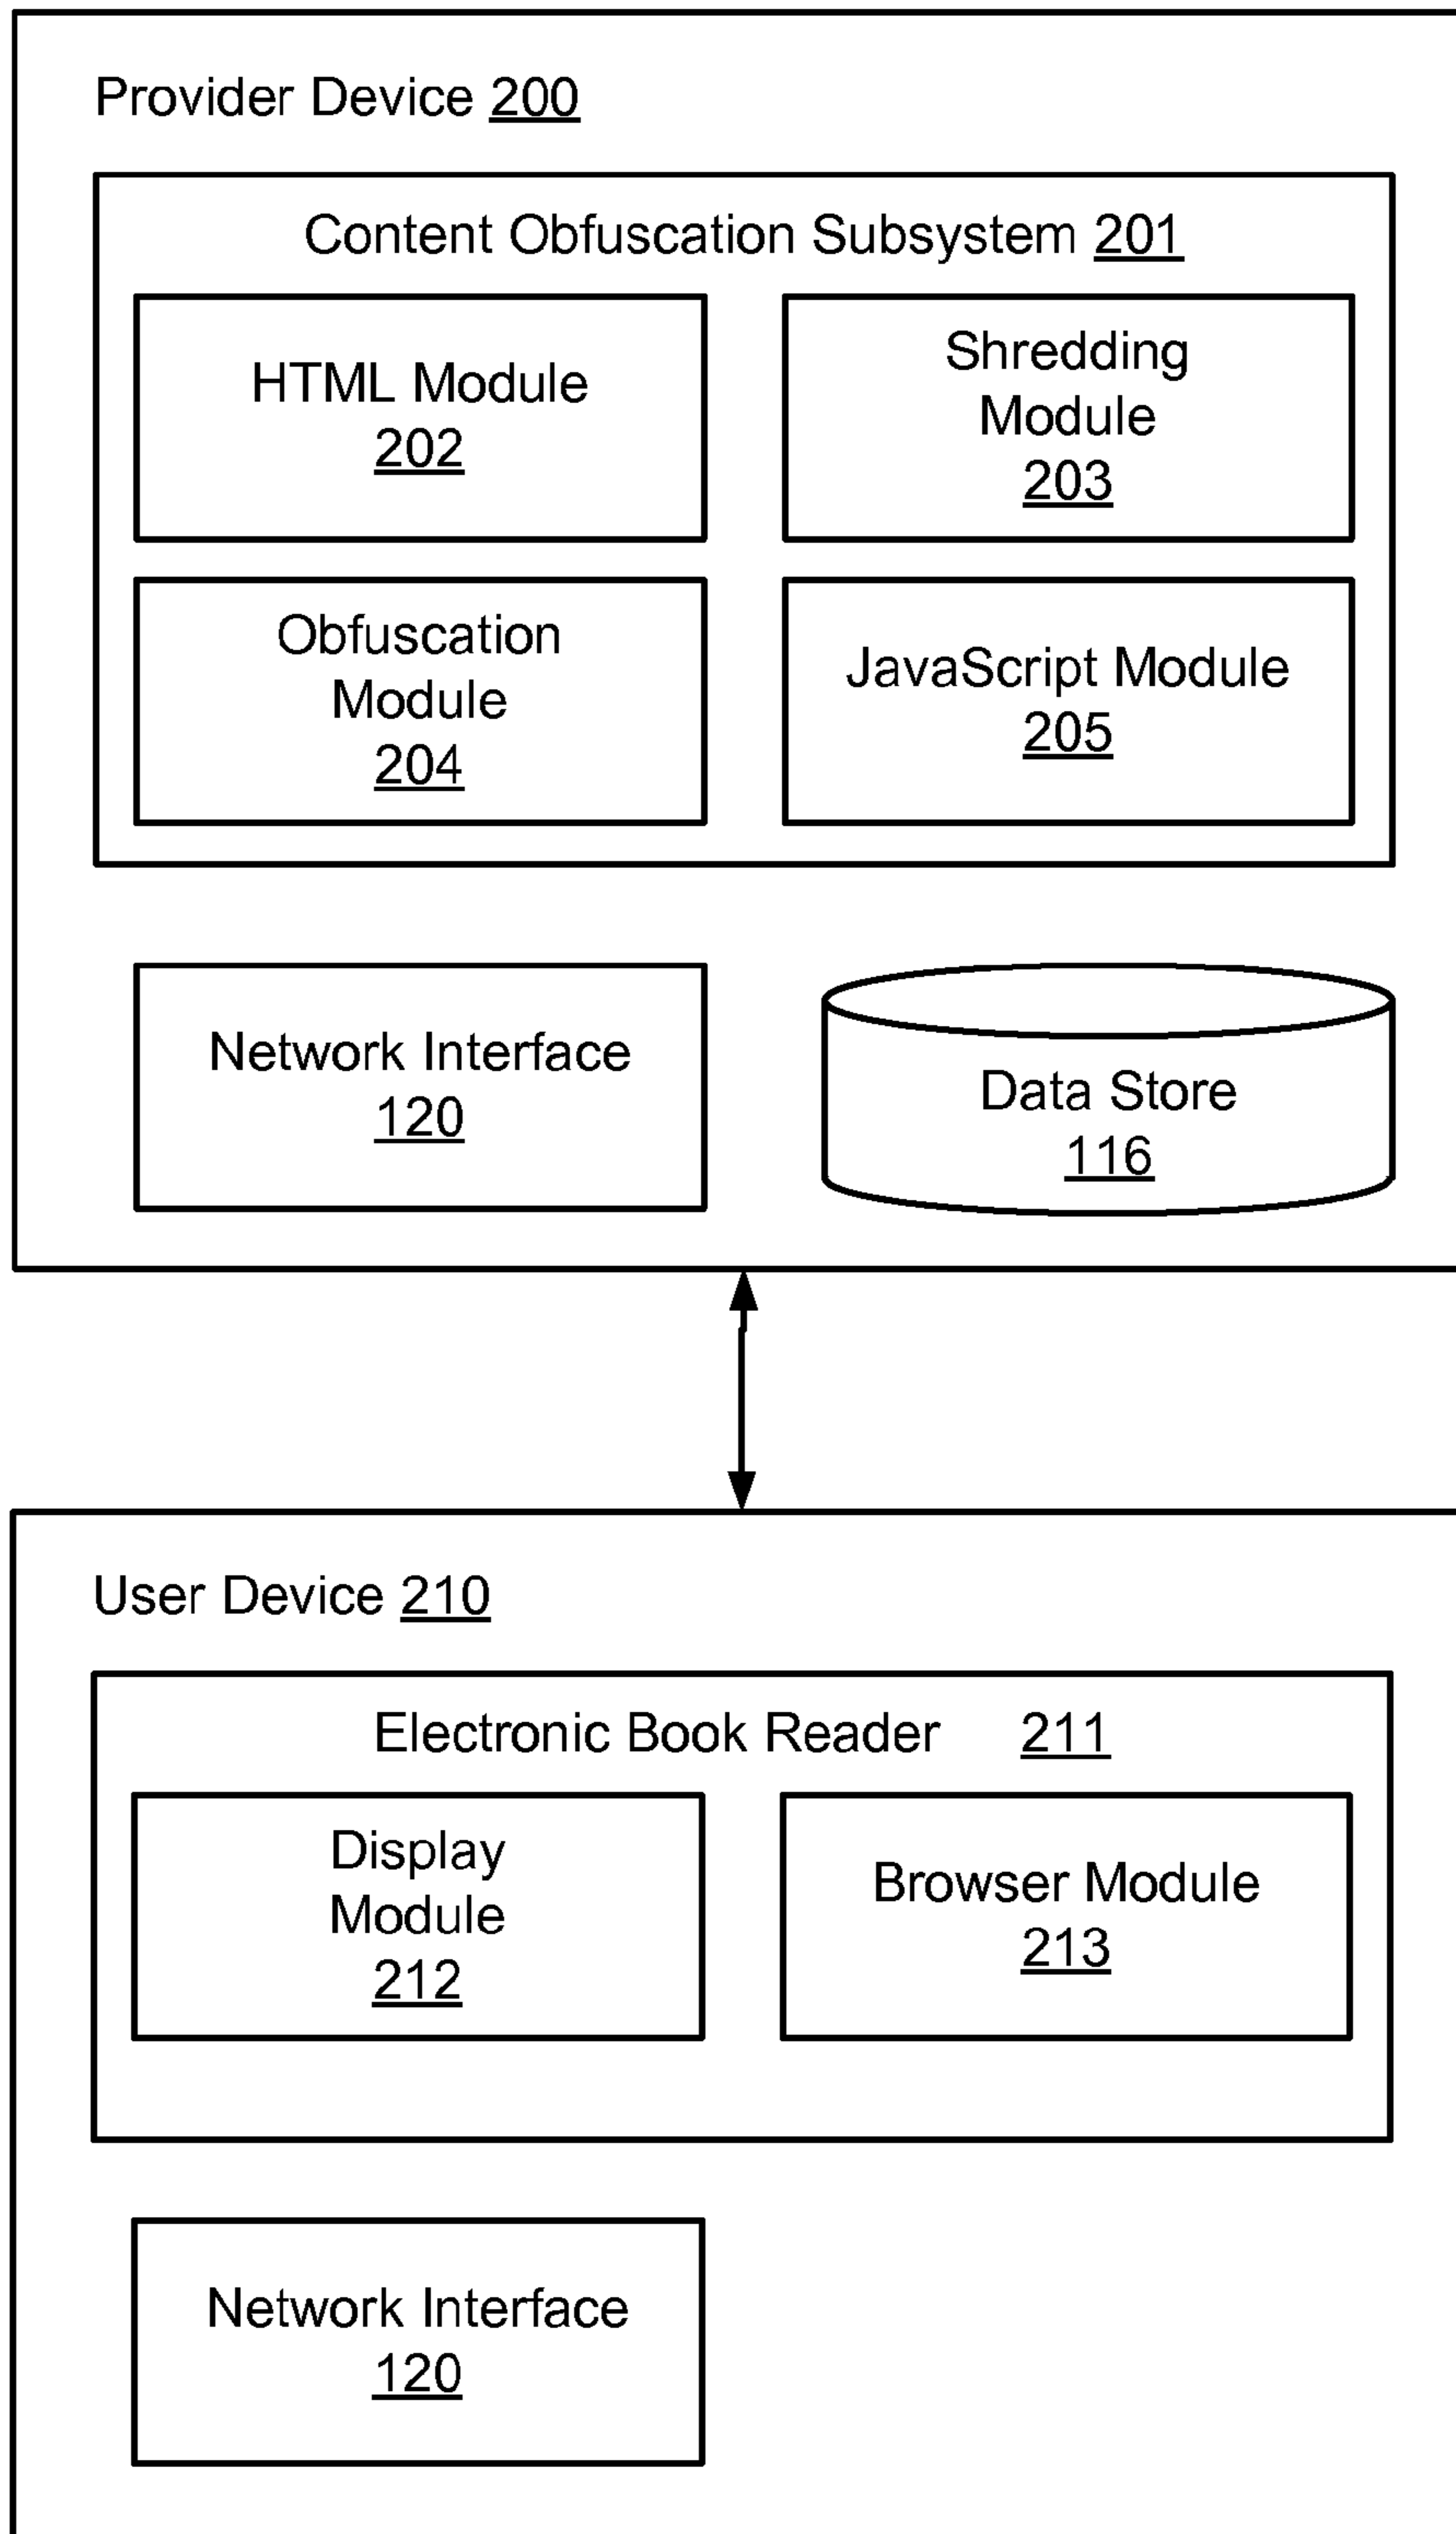 Provider Device 200
Content Obfuscation Subsystem 201
HTML Module
202
Shredding
Module
203
Obfuscation
Module
204
JavaScript Module
205
Network Interface
120
Data Store
116
User Device 210
Electronic Book Reader 211
Display
Module
212
Browser Module
213
Network Interface
120